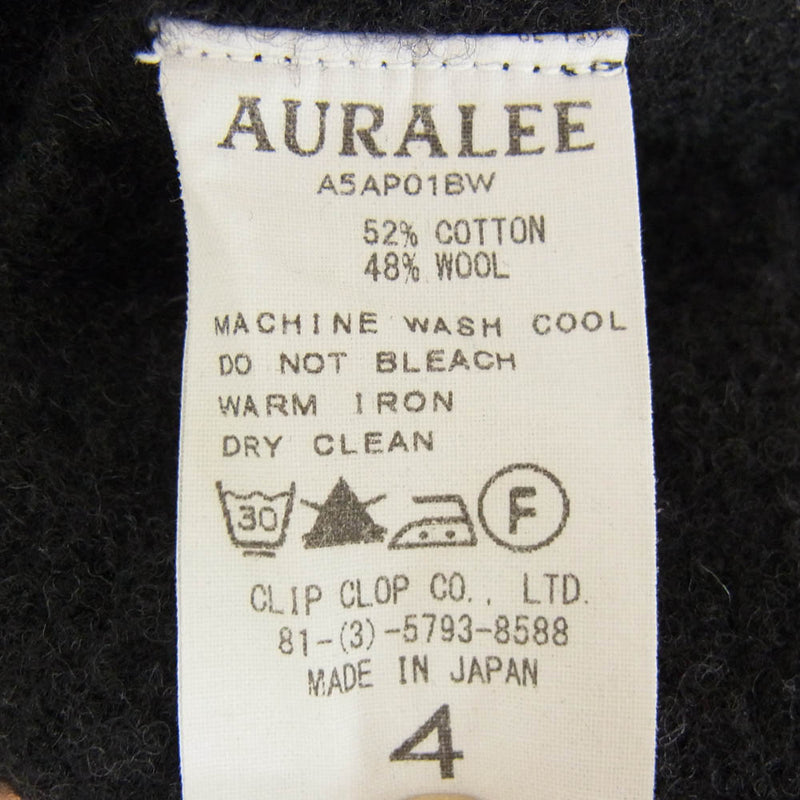 AURALEE
A5AP01BW
52% COTTON
48% WOOL
MACHINE WASH COOL
DO NOT BLEACH
WARM IRON
DRY CLEAN
30 F
CLIP CLOP CO., LTD.
81-(3)-5793-8588
MADE IN JAPAN
4